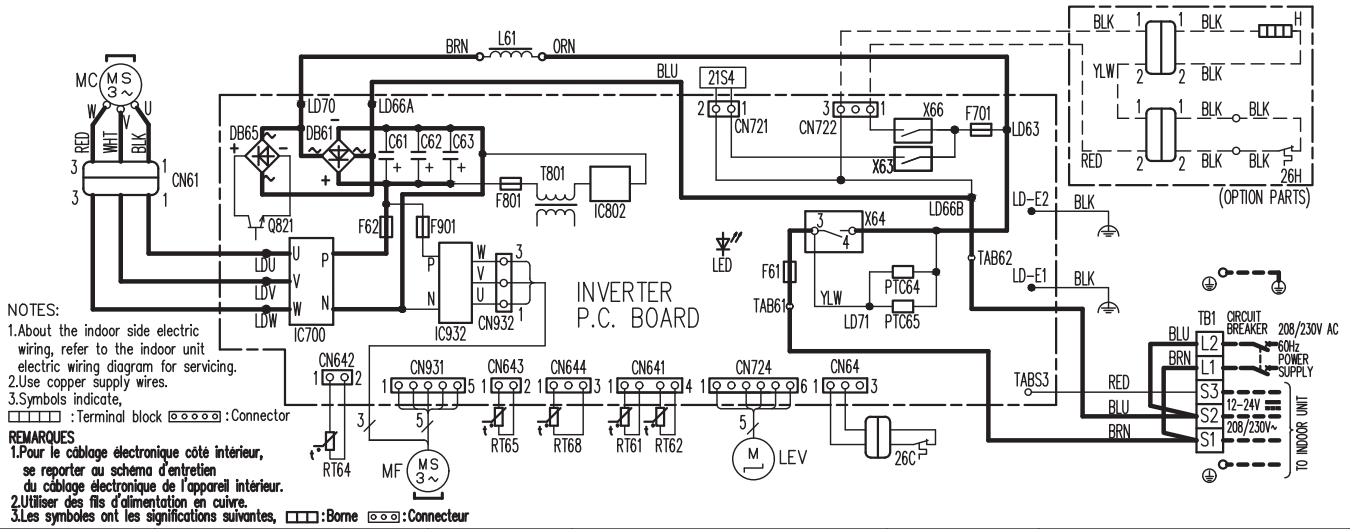 BRN
L61
ORN
BLU
MC
MS
3～
W
V
U
RED
WHT
BLK
3
1
CN61
3
1
LD70
LD66A
DB65
DB61
C61
C62
C63
+
−
～
～
−
～
～
+
+
+
+
Q821
F801
T801
IC802
F62
F901
LDU
LDV
LDW
U
V
W
P
N
IC700
P
N
IC932
W
V
U
3
1
CN932
21S4
2
1
CN721
3
1
CN722
X66
X63
F701
LD63
LD66B
3
4
X64
F61
TAB61
YLW
LD71
PTC64
PTC65
TAB62
LED
INVERTER
P.C. BOARD
LD-E2
BLK
LD-E1
BLK
BLK
1
1
BLK
H
YLW
2
2
BLK
1
1
BLK
BLK
RED
2
2
BLK
BLK
26H
(OPTION PARTS)
TB1
CIRCUIT
BREAKER
208/230V AC
60Hz
POWER
SUPPLY
BLU
L2
BRN
L1
TABS3
RED
S3
12-24V
BLU
S2
208/230V～
BRN
S1
TO INDOOR UNIT
CN642
1
2
t°
RT64
3
CN931
1
5
5
MF
MS
3～
CN643
1
2
t°
RT65
CN644
1
3
t°
RT68
CN641
1
4
t°
t°
RT61
RT62
CN724
1
6
5
M
LEV
CN64
1
3
26C
NOTES:
1.About the indoor side electric
wiring, refer to the indoor unit
electric wiring diagram for servicing.
2.Use copper supply wires.
3.Symbols indicate,
:Terminal block
:Connector
REMARQUES
1.Pour le câblage électronique côté intérieur,
se reporter au schéma d'entretien
du câblage électronique de l'appareil intérieur.
2.Utiliser des fils d'alimentation en cuivre.
3.Les symboles ont les significations suivantes,
:Borne
:Connecteur